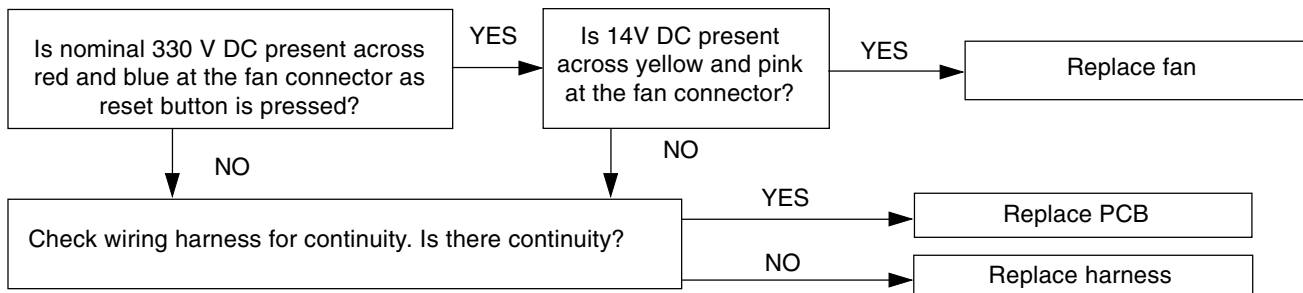 Is nominal 330 V DC present across
red and blue at the fan connector as
reset button is pressed?
YES
Is 14V DC present
across yellow and pink
at the fan connector?
YES
Replace fan
NO
NO
Check wiring harness for continuity. Is there continuity?
YES
Replace PCB
NO
Replace harness